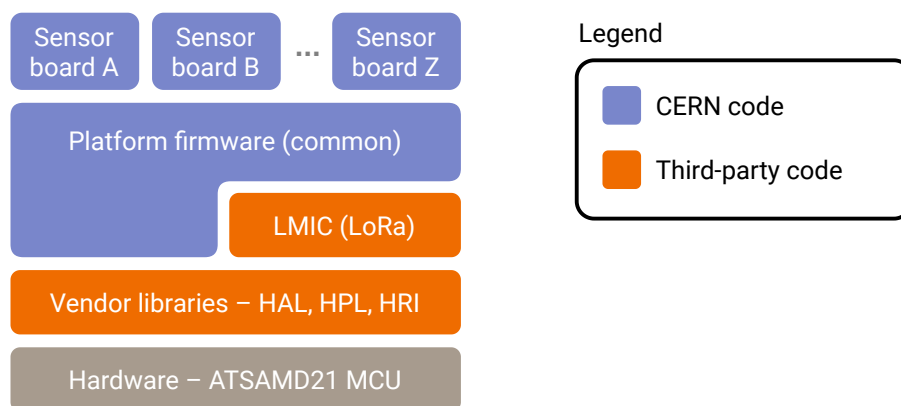 Sensor
board A
Sensor
board B
...
Sensor
board Z
Platform firmware (common)
LMIC (LoRa)
Vendor libraries – HAL, HPL, HRI
Hardware – ATSAMD21 MCU
Legend
CERN code
Third-party code